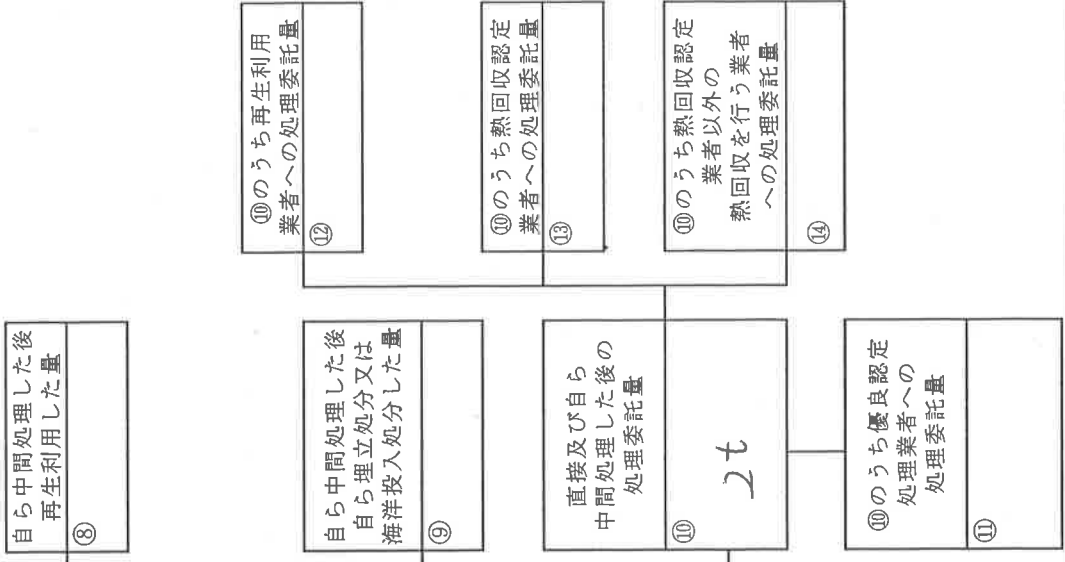 自ら中間処理した後
再生利用した量
⑧
自ら中間処理した後
自ら埋立処分又は
海洋投入処分した量
⑨
直接及び自ら
中間処理した後の
処理委託量
⑩
2t
⑩のうち優良認定
処理業者への
処理委託量
⑪
⑩のうち再生利用
業者への処理委託量
⑫
⑩のうち熱回収認定
業者への処理委託量
⑬
⑩のうち熱回収認定
業者以外の
熱回収を行う業者
への処理委託量
⑭